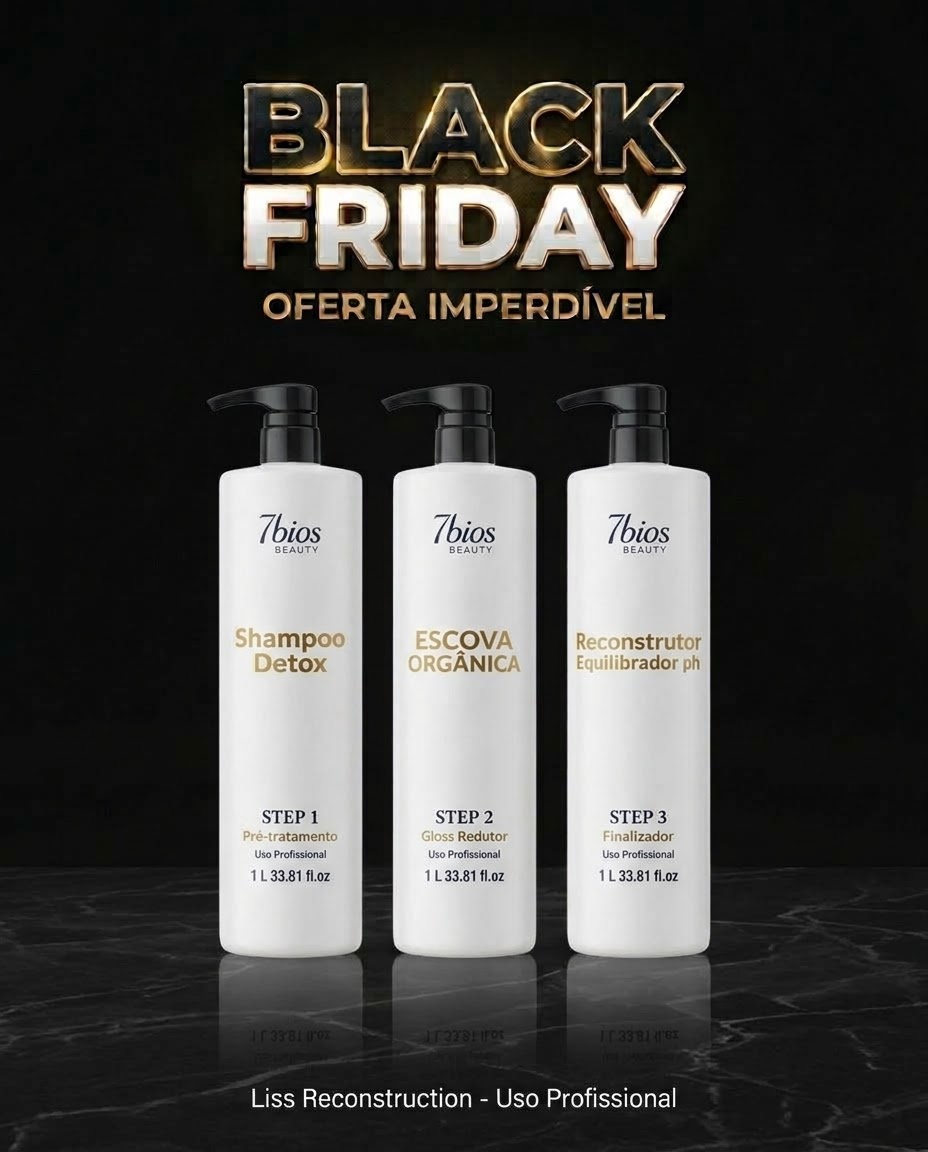 BLACK
FRIDAY
OFERTA IMPERDÍVEL
7bios
BEAUTY
Shampoo
Detox
STEP 1
Pré-tratamento
Uso Profissional
1 L 33.81 fl.oz
7bios
BEAUTY
ESCOVA
ORGÂNICA
STEP 2
Gloss Redutor
Uso Profissional
1 L 33.81 fl.oz
7bios
BEAUTY
Reconstrutor
Equilibrador ph
STEP 3
Finalizador
Uso Profissional
1 L 33.81 fl.oz
Liss Reconstruction - Uso Profissional